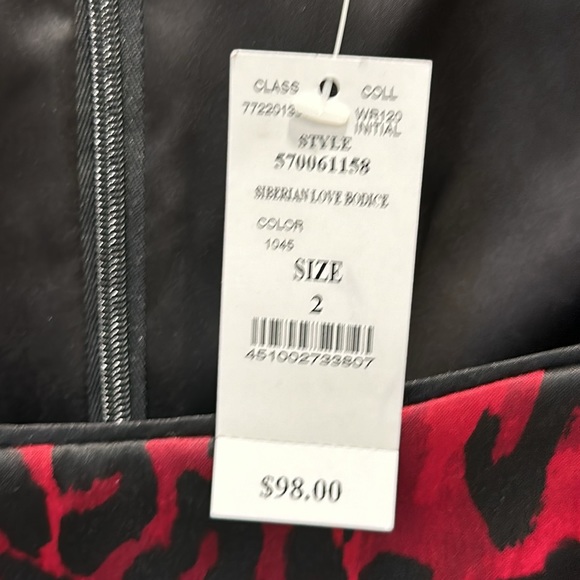 CLASS COLL
WR120
INITIAL
STYLE
570061158
SIBERIAN LOVE BODICE
COLOR
1045
SIZE
2
451002733807
$98.00